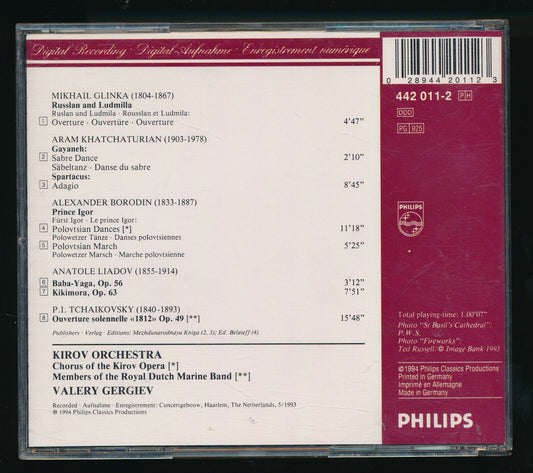 Digital Recording · Digital-Aufnahme · Enregistrement numérique
MIKHAIL GLINKA (1804-1867)
Russlan and Ludmilla
Ruslan und Ludmila · Rousslan et Ludmila:
1 Overture · Ouvertüre · Ouverture 4'47"
ARAM KHATCHATURIAN (1903-1978)
Gayaneh:
2 Sabre Dance 2'10"
Säbeltanz · Danse du sabre
Spartacus:
3 Adagio 8'45"
ALEXANDER BORODIN (1833-1887)
Prince Igor
Fürst Igor · Le prince Igor:
4 Polovtsian Dances [*] 11'18"
Polowetzer Tänze · Danses polovtsiennes
5 Polovtsian March 5'25"
Polowetzer Marsch · Marche polovtsienne
ANATOLE LIADOV (1855-1914)
6 Baba-Yaga, Op. 56 3'12"
7 Kikimora, Op. 63 7'51"
P.I. TCHAIKOVSKY (1840-1893)
8 Ouverture solennelle «1812» Op. 49 [**] 15'48"
Publishers · Verlag · Editions: Mezhdunarodnaya Kniga (2, 3); Ed. Belaieff (4)
KIROV ORCHESTRA
Chorus of the Kirov Opera [*]
Members of the Royal Dutch Marine Band [**]
VALERY GERGIEV
Recorded · Aufnahme · Enregistrement: Concertgebouw, Haarlem, The Netherlands, 5/1993
℗ 1994 Philips Classics Productions
0 28944 20112 3
442 011-2 PH
DDD
PG 925
PHILIPS
Total playing-time: 1.00'07"
Photo "St Basil's Cathedral":
P.W.S.
Photo "Fireworks":
Ted Russell/© Image Bank 1993
© 1994 Philips Classics Productions
Printed in Germany
Imprimé en Allemagne
Made in Germany
PHILIPS